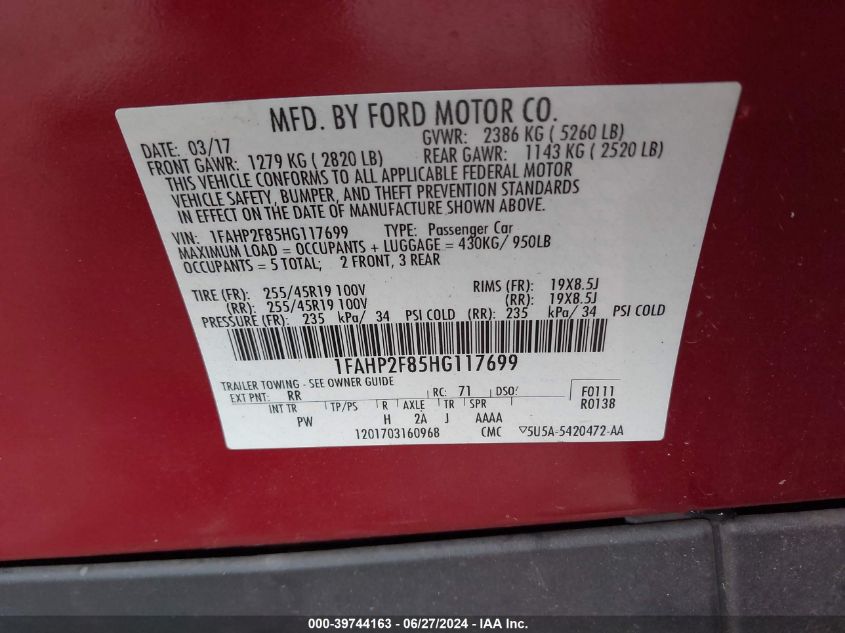 MFD. BY FORD MOTOR CO.
DATE: 03/17 GVWR: 2386 KG ( 5260 LB)
FRONT GAWR: 1279 KG ( 2820 LB) REAR GAWR: 1143 KG ( 2520 LB)
THIS VEHICLE CONFORMS TO ALL APPLICABLE FEDERAL MOTOR
VEHICLE SAFETY, BUMPER, AND THEFT PREVENTION STANDARDS
IN EFFECT ON THE DATE OF MANUFACTURE SHOWN ABOVE.
VIN: 1FAHP2F85HG117699 TYPE: Passenger Car
MAXIMUM LOAD = OCCUPANTS + LUGGAGE = 430KG/ 950LB
OCCUPANTS = 5 TOTAL; 2 FRONT, 3 REAR
TIRE (FR): 255/45R19 100V RIMS (FR): 19X8.5J
(RR): 255/45R19 100V (RR): 19X8.5J
PRESSURE (FR): 235 kPa/ 34 PSI COLD (RR): 235 kPa/ 34 PSI COLD
1FAHP2F85HG117699
TRAILER TOWING - SEE OWNER GUIDE
EXT PNT: RR RC: 71 DSO: F0111
INT TR TP/PS R AXLE TR SPR R0138
PW H 2A J AAAA
1201703160968 CMC ▽5U5A-5420472-AA
000-39744163 - 06/27/2024 - IAA Inc.